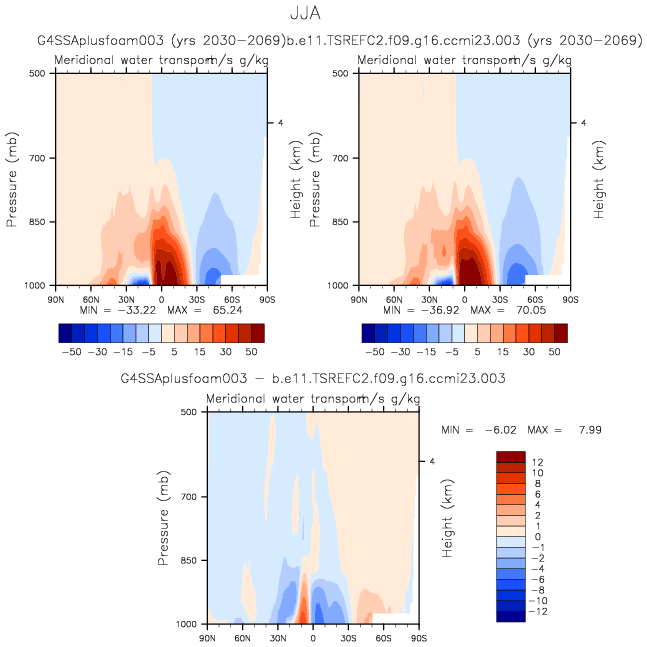 JJA
G4SSAplusfoam003 (yrs 2030-2069) b.e11.TSREFC2.f09.g16.ccmi23.003 (yrs 2030-2069)
Meridional water transport m/s g/kg Meridional water transport m/s g/kg
500 500
4 4
700 700
Pressure (mb) Height (km) Pressure (mb) Height (km)
850 850
1000 1000
90N 60N 30N 0 30S 60S 90S 90N 60N 30N 0 30S 60S 90S
MIN = -33.22 MAX = 65.24 MIN = -36.92 MAX = 70.05
-50 -30 -15 -5 5 15 30 50 -50 -30 -15 -5 5 15 30 50
G4SSAplusfoam003 - b.e11.TSREFC2.f09.g16.ccmi23.003
Meridional water transport m/s g/kg
500
MIN = -6.02 MAX = 7.99
4
12
10
8
6
4
2
1
0
-1
-2
-4
-6
-8
-10
-12
700
Pressure (mb) Height (km)
850
1000
90N 60N 30N 0 30S 60S 90S